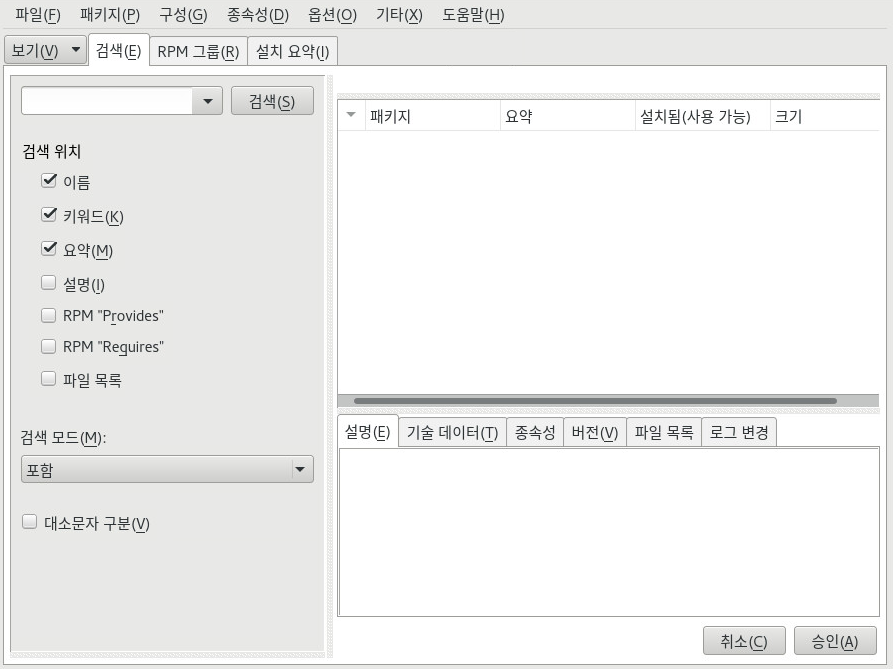 파일(F) 패키지(P) 구성(G) 종속성(D) 옵션(O) 기타(X) 도움말(H)
보기(V) 검색(E) RPM 그룹(R) 설치 요약(I)
검색(S)
검색 위치
이름
키워드(K)
요약(M)
설명(I)
RPM "Provides"
RPM "Requires"
파일 목록
검색 모드(M):
포함
대소문자 구분(V)
패키지 요약 설치됨(사용 가능) 크기
설명(E) 기술 데이터(T) 종속성 버전(V) 파일 목록 로그 변경
취소(C) 승인(A)